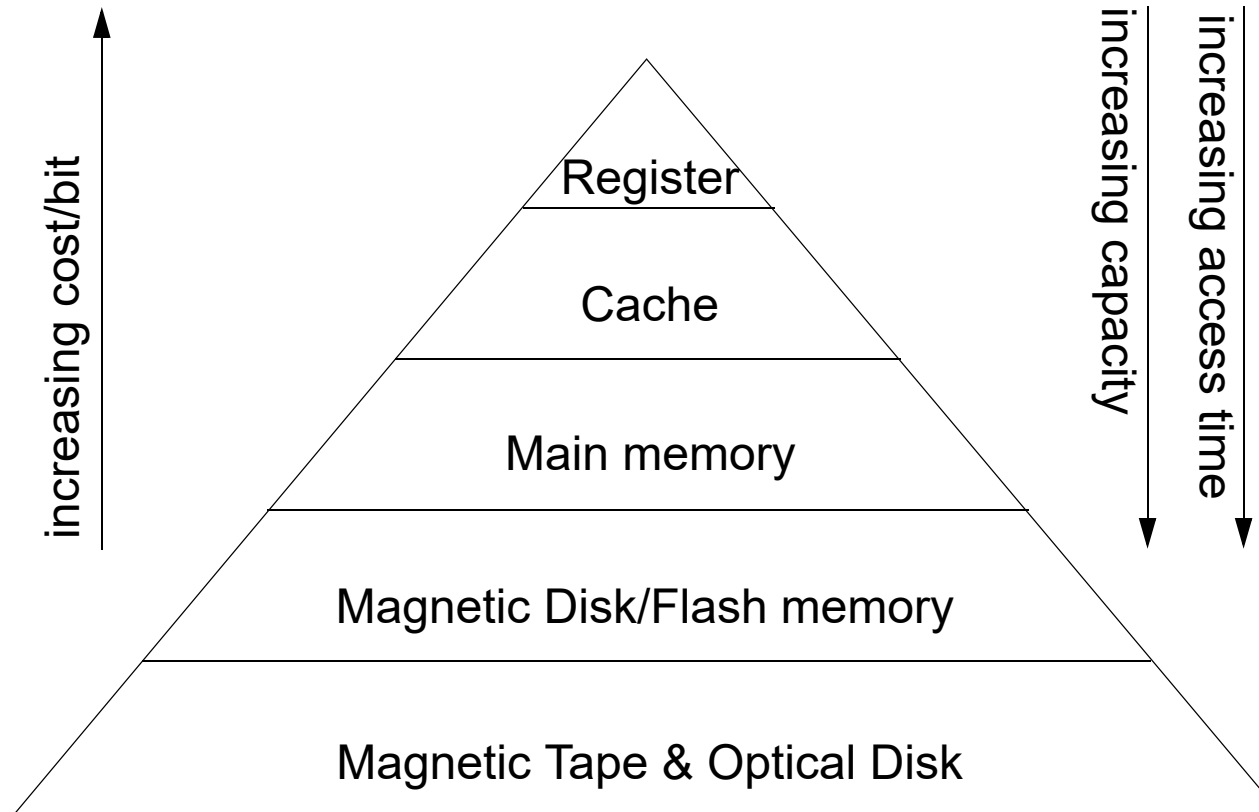 increasing cost/bit
increasing capacity
increasing access time
Register
Cache
Main memory
Magnetic Disk/Flash memory
Magnetic Tape & Optical Disk